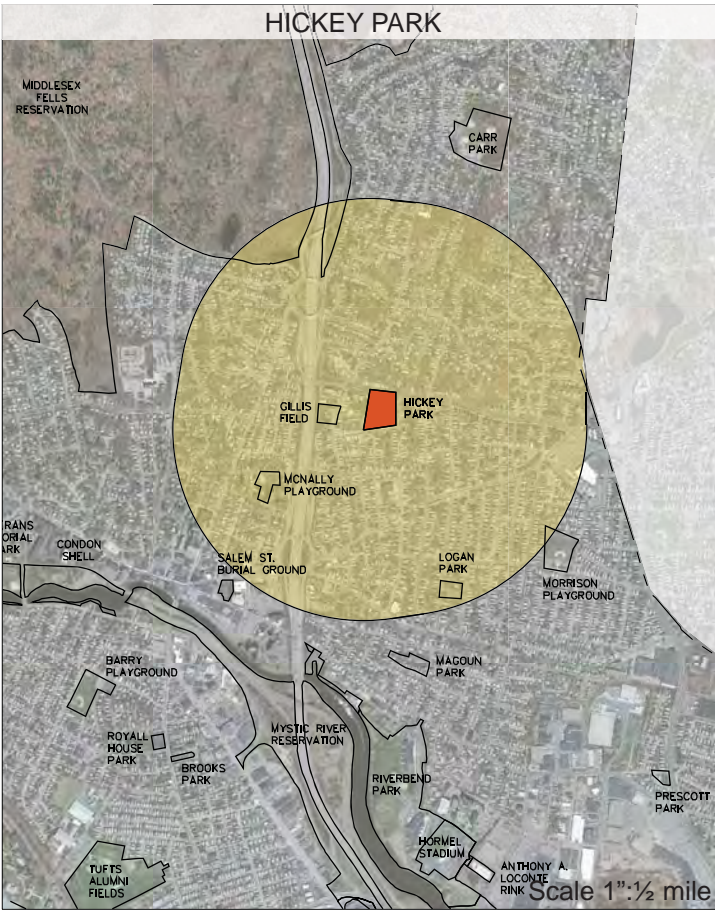 HICKEY PARK
MIDDLESEX
FELLS
RESERVATION
CARR
PARK
GILLIS
FIELD
HICKEY
PARK
MCNALLY
PLAYGROUND
RANS
ORIAL
ARK
CONDON
SHELL
SALEM ST.
BURIAL GROUND
LOGAN
PARK
MORRISON
PLAYGROUND
BARRY
PLAYGROUND
MAGOUN
PARK
ROYALL
HOUSE
PARK
BROOKS
PARK
MYSTIC RIVER
RESERVATION
RIVERBEND
PARK
PRESCOTT
PARK
HORMEL
STADIUM
TUFTS
ALUMNI
FIELDS
ANTHONY A.
LOCONTE
RINK
Scale 1”:½ mile